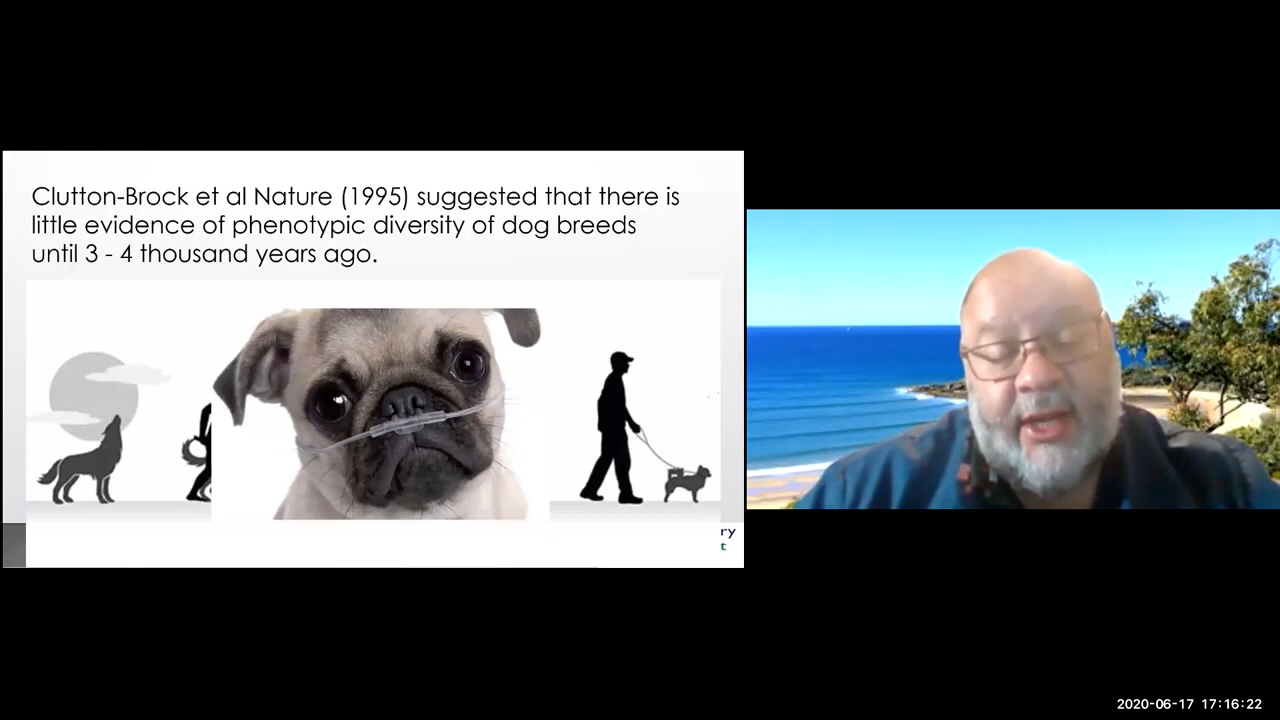 Clutton-Brock et al Nature (1995) suggested that there is
little evidence of phenotypic diversity of dog breeds
until 3 - 4 thousand years ago.
ry
t
2020-06-17 17:16:22